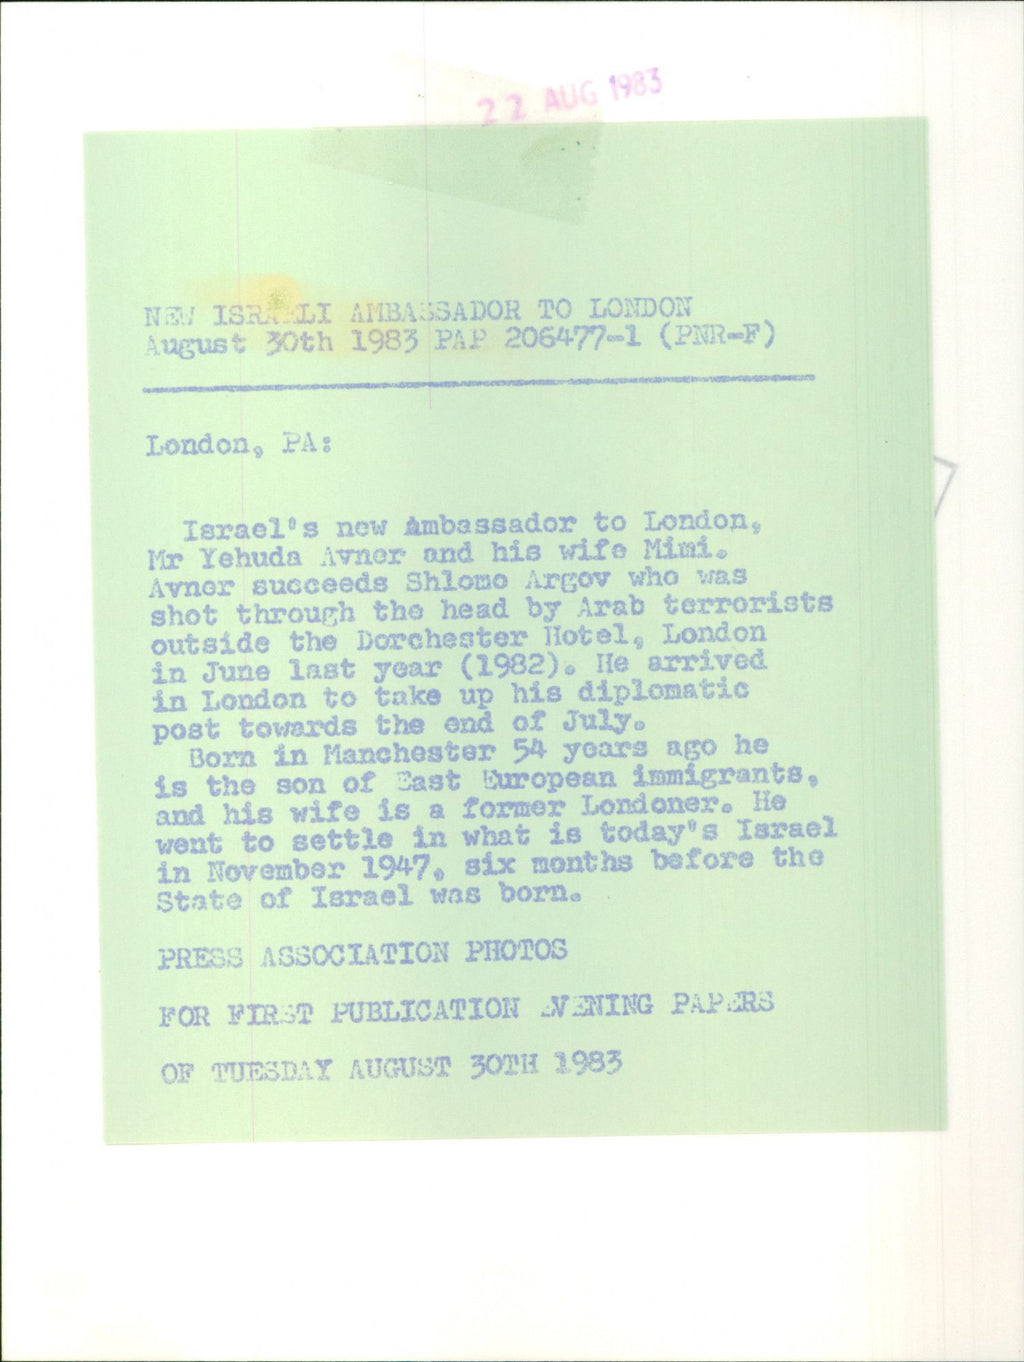 22 AUG 1983
NEW ISRAELI AMBASSADOR TO LONDON
August 30th 1983 PAP 206477-1 (PNR-F)
London, PA:
Israel's new Ambassador to London,
Mr Yehuda Avner and his wife Mimi.
Avner succeeds Shlomo Argov who was
shot through the head by Arab terrorists
outside the Dorchester Hotel, London
in June last year (1982). He arrived
in London to take up his diplomatic
post towards the end of July.
Born in Manchester 54 years ago he
is the son of East European immigrants,
and his wife is a former Londoner. He
went to settle in what is today's Israel
in November 1947, six months before the
State of Israel was born.
PRESS ASSOCIATION PHOTOS
FOR FIRST PUBLICATION EVENING PAPERS
OF TUESDAY AUGUST 30TH 1983